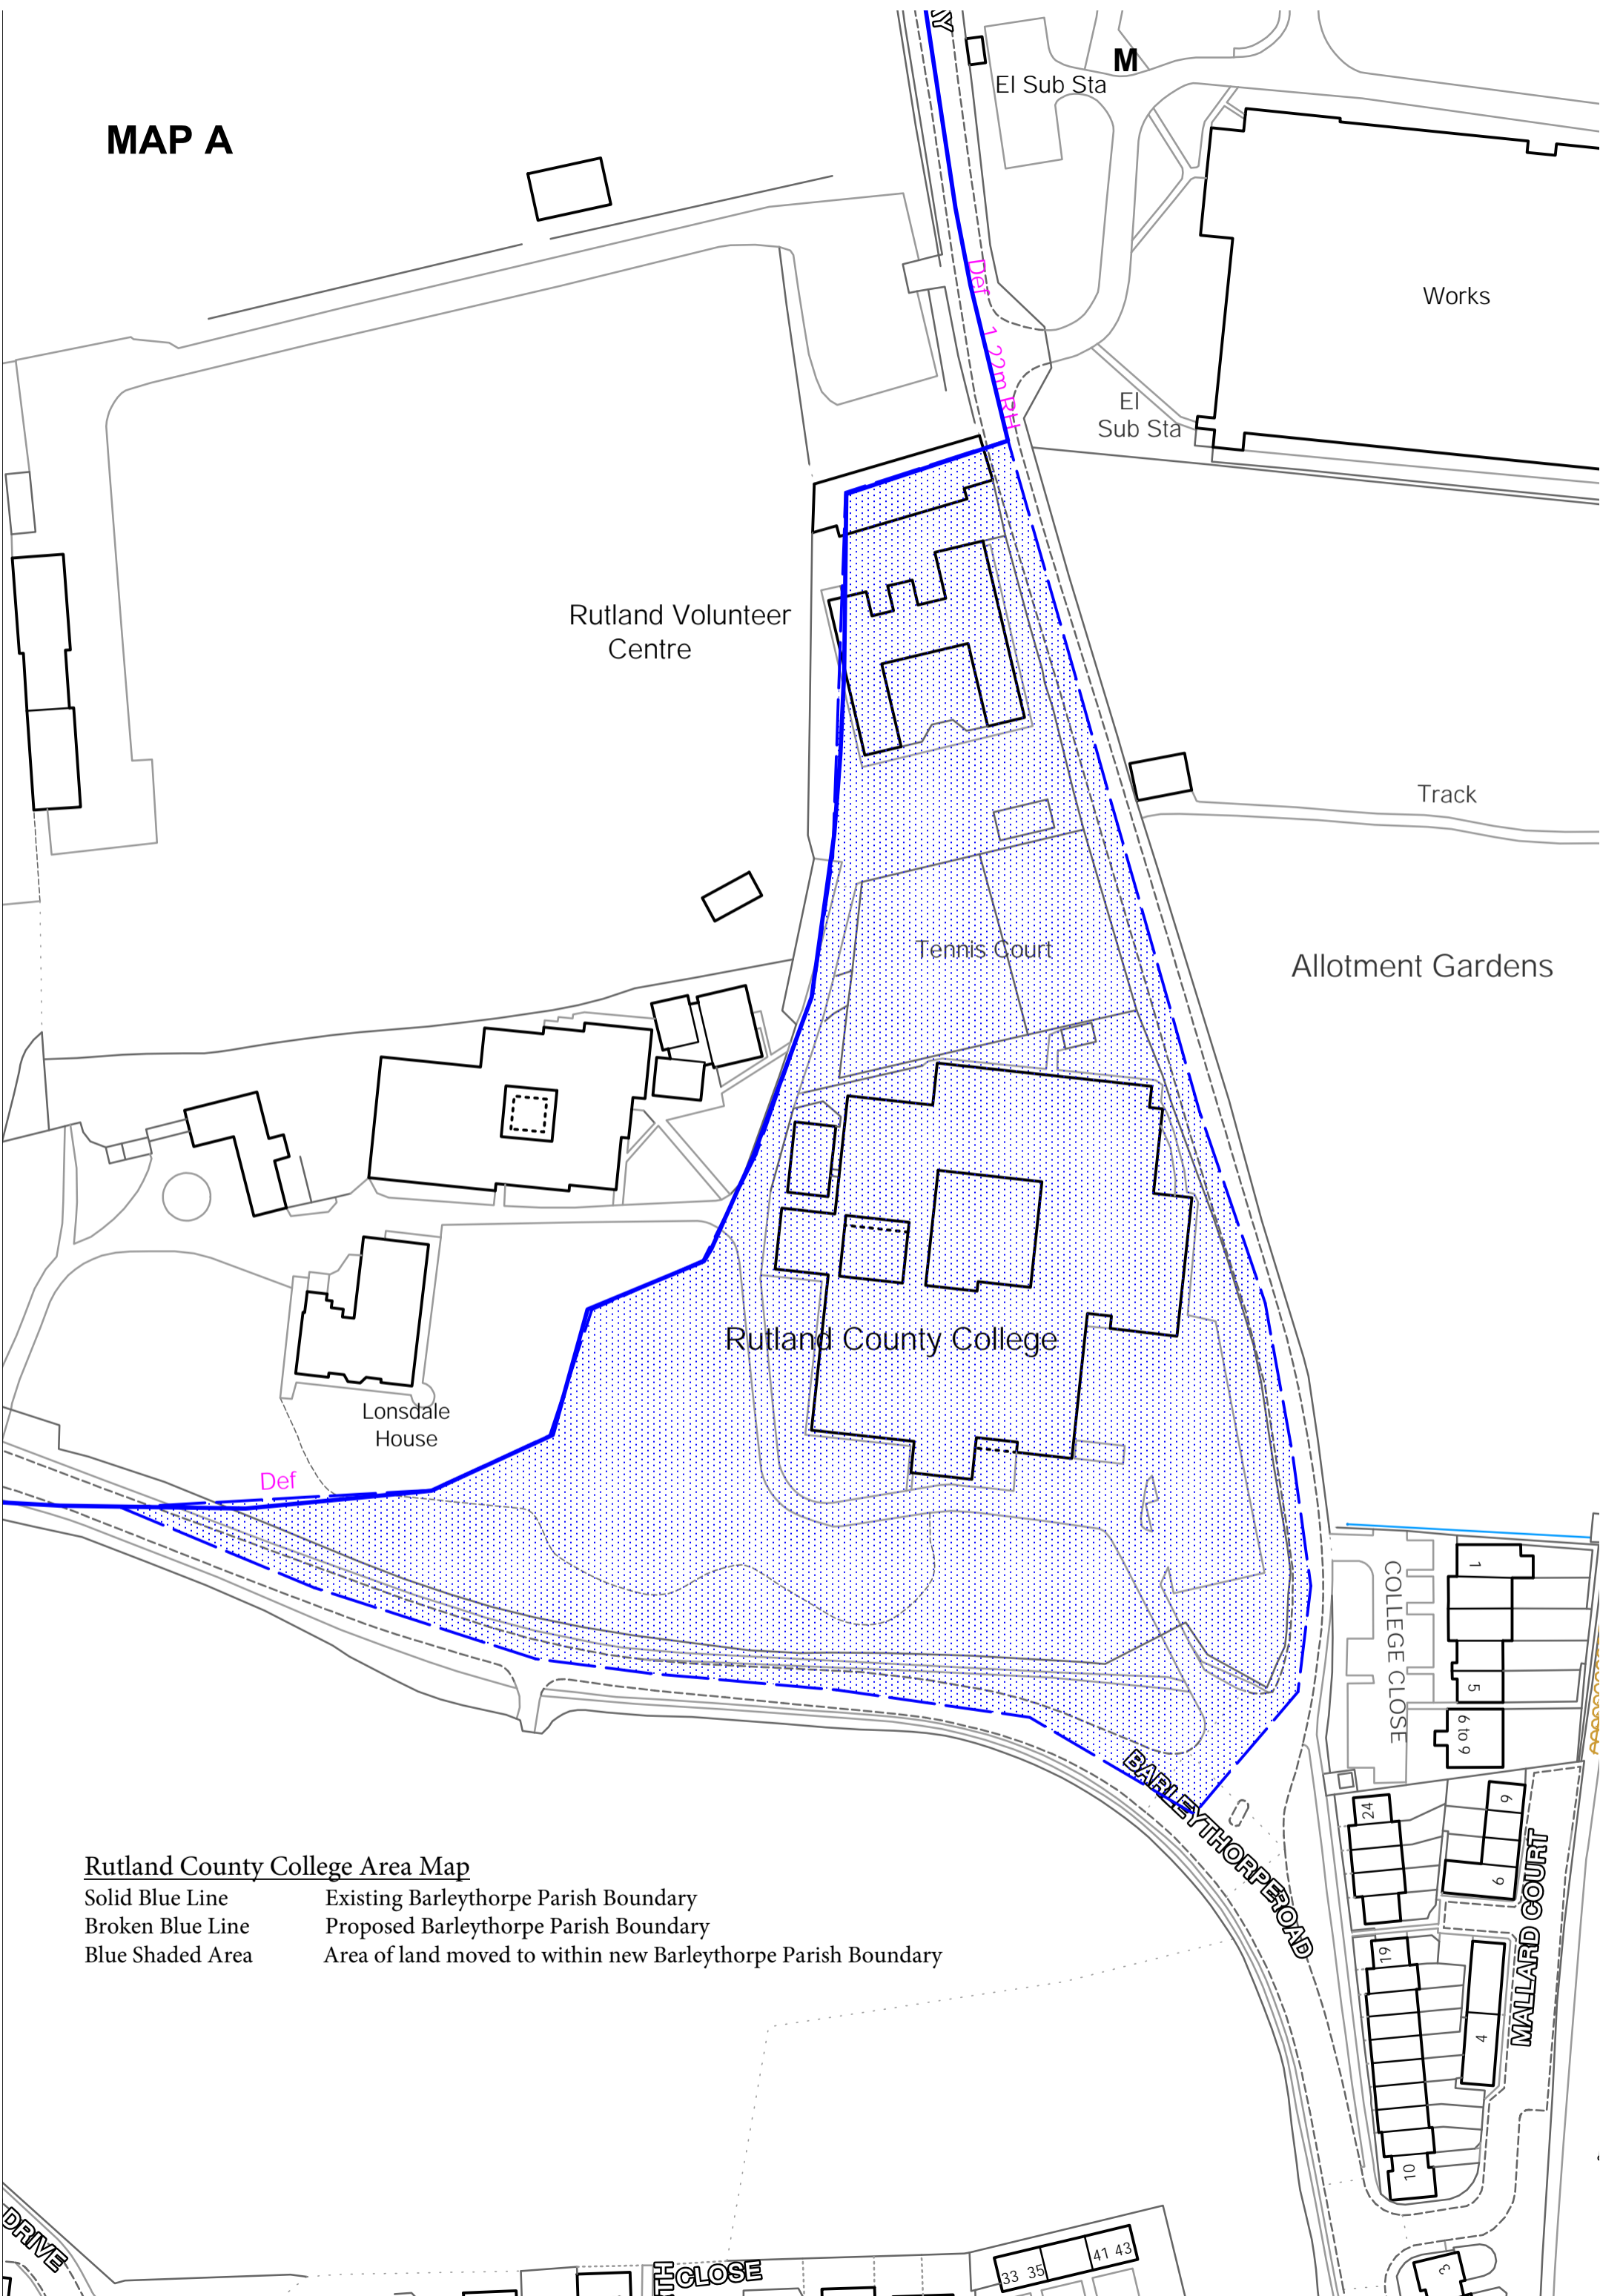 MAP A
M
El Sub Sta
Works
Def
1.22m RH
El
Sub Sta
Rutland Volunteer
Centre
Track
Tennis Court
Allotment Gardens
Rutland County College
Lonsdale
House
Def
COLLEGE CLOSE
1
5
6 to 9
BARLEYTHORPE ROAD
24
9
6
MALLARD COURT
19
4
10
3
Rutland County College Area Map
Solid Blue Line Existing Barleythorpe Parish Boundary
Broken Blue Line Proposed Barleythorpe Parish Boundary
Blue Shaded Area Area of land moved to within new Barleythorpe Parish Boundary
DRIVE
CLOSE
33 35
41 43